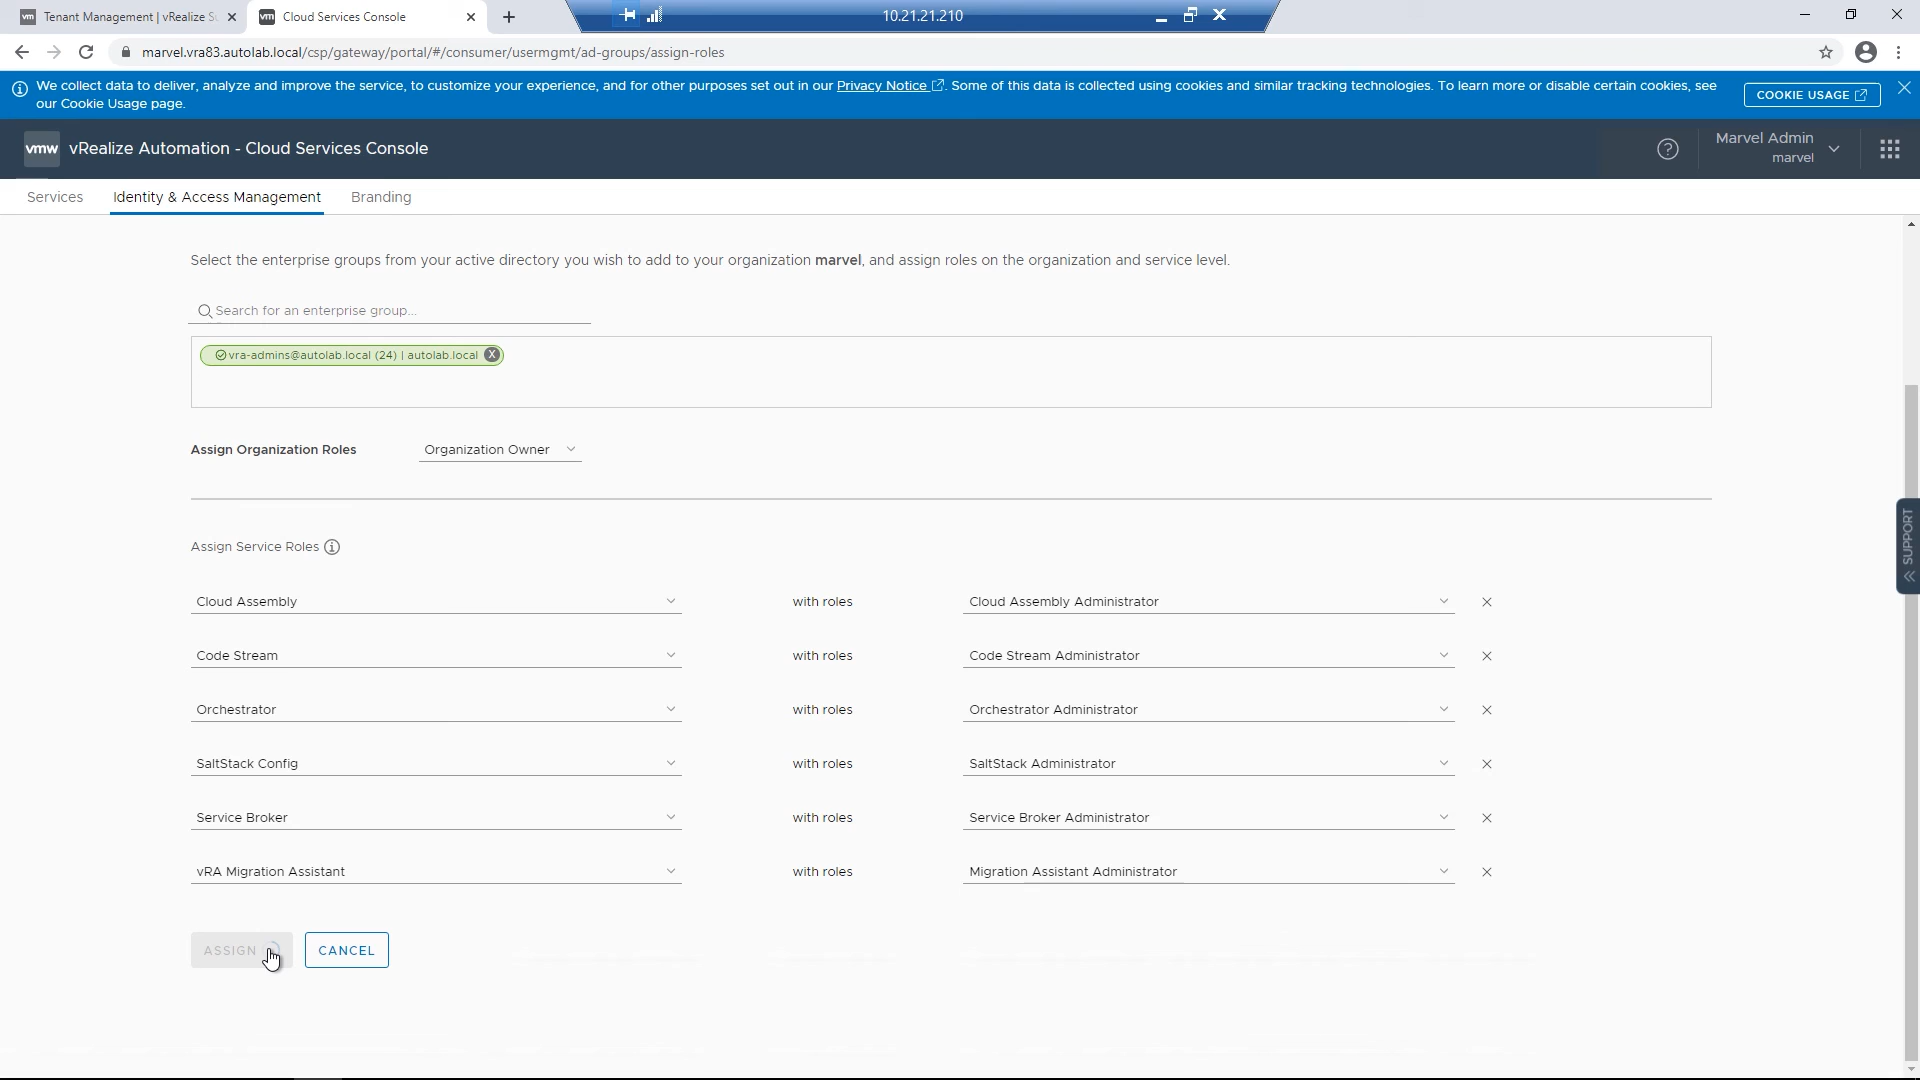 Tenant Management | vRealize Su
Cloud Services Console
10.21.21.210
marvel.vra83.autolab.local/csp/gateway/portal/#/consumer/usermgmt/ad-groups/assign-roles
We collect data to deliver, analyze and improve the service, to customize your experience, and for other purposes set out in our Privacy Notice. Some of this data is collected using cookies and similar tracking technologies. To learn more or disable certain cookies, see
our Cookie Usage page.
COOKIE USAGE
vmw vRealize Automation - Cloud Services Console
Marvel Admin
marvel
Services Identity & Access Management Branding
Select the enterprise groups from your active directory you wish to add to your organization marvel, and assign roles on the organization and service level.
Search for an enterprise group...
vra-admins@autolab.local (24) | autolab.local X
Assign Organization Roles Organization Owner
SUPPORT
Assign Service Roles
Cloud Assembly with roles Cloud Assembly Administrator
Code Stream with roles Code Stream Administrator
Orchestrator with roles Orchestrator Administrator
SaltStack Config with roles SaltStack Administrator
Service Broker with roles Service Broker Administrator
vRA Migration Assistant with roles Migration Assistant Administrator
ASSIGN CANCEL